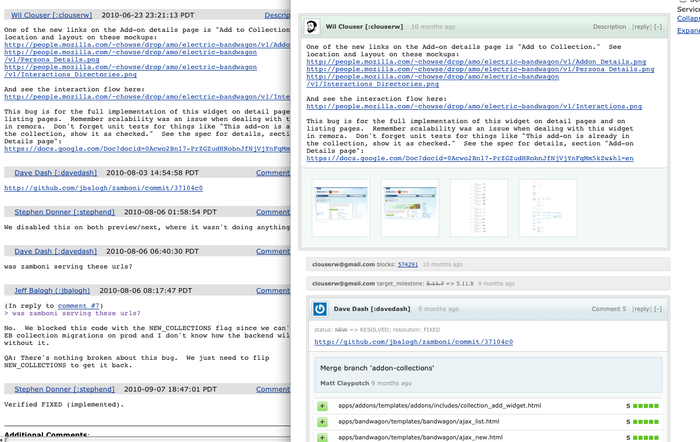 Wil Clouser [:clouserw] 2010-06-23 23:21:13 PDT Descrip
One of the new links on the Add-on details page is "Add to Collection."
location and layout on these mockups:
http://people.mozilla.com/~chowse/drop/amo/electric-bandwagon/v1/Addo
http://people.mozilla.com/~chowse/drop/amo/electric-bandwagon
/v1/Persona Details.png
http://people.mozilla.com/~chowse/drop/amo/electric-bandwagon
/v1/Interactions Directories.png
And see the interaction flow here:
http://people.mozilla.com/~chowse/drop/amo/electric-bandwagon/v1/Inte
This bug is for the full implementation of this widget on detail page
listing pages. Remember scalability was an issue when dealing with t
in remora. Don't forget unit tests for things like "This add-on is a
the collection, show it as checked." See the spec for details, secti
Details page":
Dave Dash [:davedash] 2010-08-03 14:54:58 PDT Comment
http://github.com/jbalogh/zamboni/commit/37104c0
Stephen Donner [:stephend] 2010-08-06 01:58:54 PDT Comment
We disabled this on both preview/next, where it wasn't doing anything
Dave Dash [:davedash] 2010-08-06 06:40:30 PDT Comment
was zamboni serving these urls?
Jeff Balogh [:jbalogh] 2010-08-06 08:17:47 PDT Comment
(In reply to comment #7)
> was zamboni serving these urls?
No. We blocked this code with the NEW_COLLECTIONS flag since we can'
EB collection migrations on prod and I don't know how the backend wil
without it.
QA: There's nothing broken about this bug. We just need to flip
NEW_COLLECTIONS to get it back.
Stephen Donner [:stephend] 2010-09-07 18:47:01 PDT Comment
Verified FIXED (implemented).
Additional Comments:
Wil Clouser [:clouserw] 10 months ago Description [reply] [-]
One of the new links on the Add-on details page is "Add to Collection." See
location and layout on these mockups:
http://people.mozilla.com/~chowse/drop/amo/electric-bandwagon/v1/Addon Details.png
http://people.mozilla.com/~chowse/drop/amo/electric-bandwagon/v1/Persona Details.png
http://people.mozilla.com/~chowse/drop/amo/electric-bandwagon
/v1/Interactions Directories.png
And see the interaction flow here:
http://people.mozilla.com/~chowse/drop/amo/electric-bandwagon/v1/Interactions.png
This bug is for the full implementation of this widget on detail pages and on
listing pages. Remember scalability was an issue when dealing with this widget
in remora. Don't forget unit tests for things like "This add-on is already in
the collection, show it as checked." See the spec for details, section "Add-on
Details page":
clouserw@gmail.com blocks: 574291 10 months ago
clouserw@gmail.com target_milestone: 5.11.7 => 5.11.8 9 months ago
Dave Dash [:davedash] 9 months ago Comment 5 [reply] [-]
status: NEW => RESOLVED; resolution: FIXED
http://github.com/jbalogh/zamboni/commit/37104c0
Merge branch 'addon-collections'
Matt Claypotch 9 months ago
+ apps/addons/templates/addons/includes/collection_add_widget.html 5
+ apps/bandwagon/templates/bandwagon/ajax_list.html 5
+ apps/bandwagon/templates/bandwagon/ajax_new.html 5
Servic
Collaps
Expand